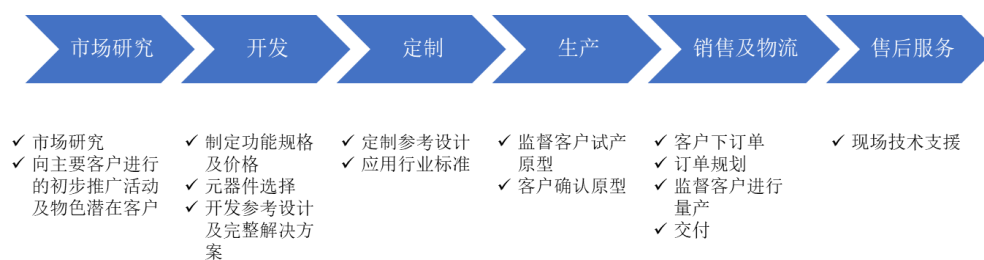 市场研究
开发
定制
生产
销售及物流
售后服务
✓ 市场研究
✓ 向主要客户进行
的初步推广活动
及物色潜在客户
✓ 制定功能规格
及价格
✓ 元器件选择
✓ 开发参考设计
及完整解决方
案
✓ 定制参考设计
✓ 应用行业标准
✓ 监督客户试产
原型
✓ 客户确认原型
✓ 客户下订单
✓ 订单规划
✓ 监督客户进行
量产
✓ 交付
✓ 现场技术支援